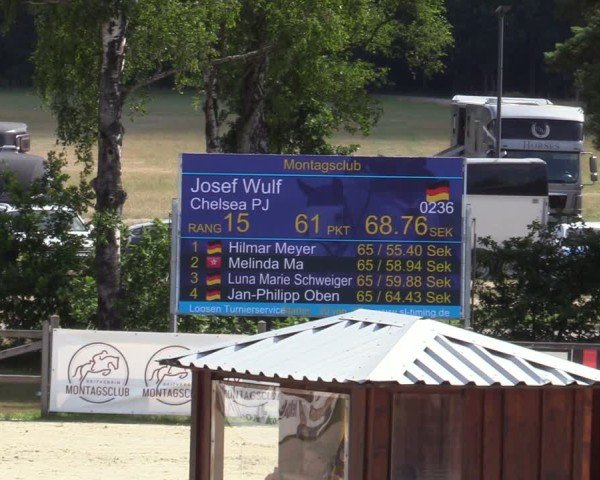 Montagsclub
Josef Wulf
Chelsea PJ
0236
RANG 15 61 PKT 68.76 SEK
1 Hilmar Meyer 65 / 55.40 Sek
2 Melinda Ma 65 / 58.94 Sek
3 Luna Marie Schweiger 65 / 59.88 Sek
4 Jan-Philipp Oben 65 / 64.43 Sek
Loosen Turnierservice
HORSES
REITVEREIN
MONTAGSCLUB
MONTAGSCLUB